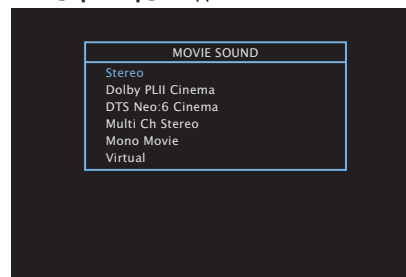 MOVIE SOUND
Stereo
Dolby PLII Cinema
DTS Neo:6 Cinema
Multi Ch Stereo
Mono Movie
Virtual